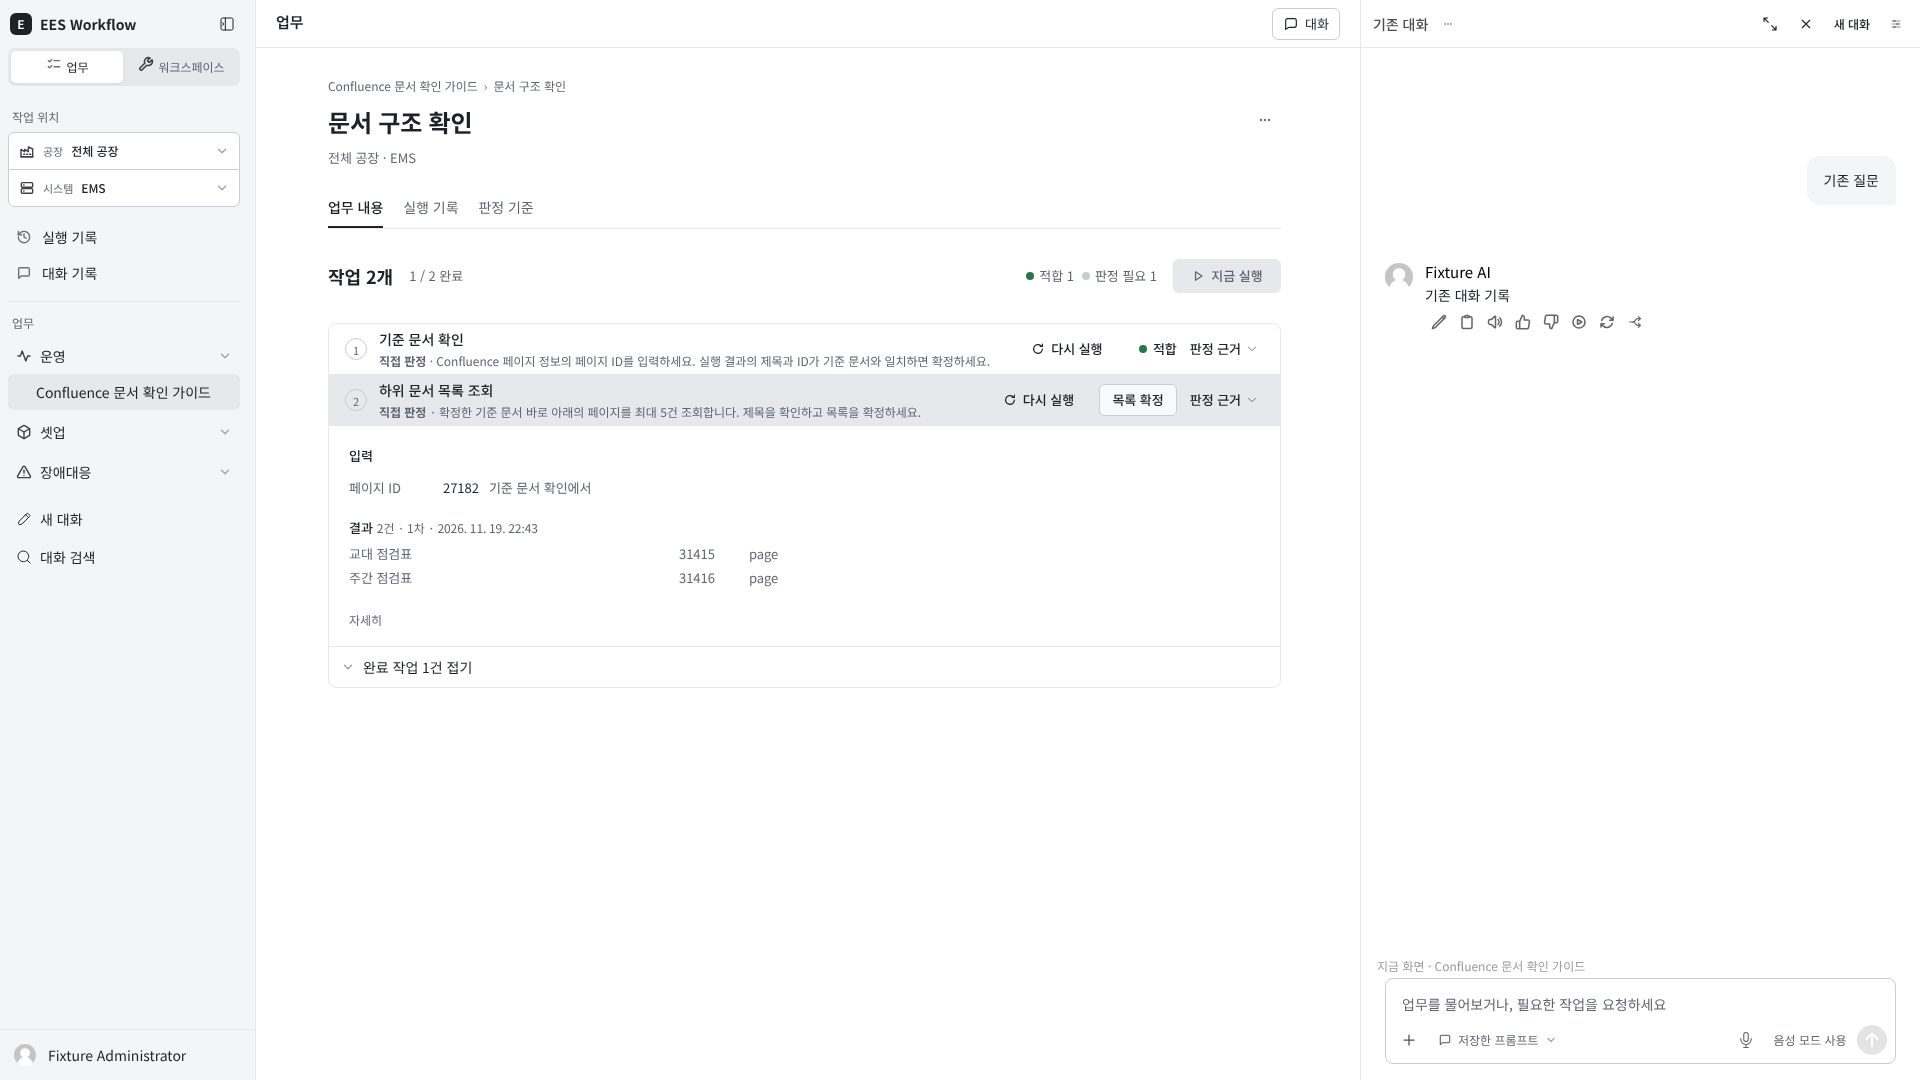 E EES Workflow
업무
워크스페이스
작업 위치
공장 전체 공장
시스템 EMS
실행 기록
대화 기록
업무
운영
Confluence 문서 확인 가이드
셋업
장애대응
새 대화
대화 검색
Fixture Administrator
업무
대화
Confluence 문서 확인 가이드 › 문서 구조 확인
문서 구조 확인
전체 공장 · EMS
업무 내용
실행 기록
판정 기준
작업 2개 1 / 2 완료
적합 1 판정 필요 1
지금 실행
1 기준 문서 확인
직접 판정 · Confluence 페이지 정보의 페이지 ID를 입력하세요. 실행 결과의 제목과 ID가 기준 문서와 일치하면 확정하세요.
다시 실행 적합 판정 근거
2 하위 문서 목록 조회
직접 판정 · 확정한 기준 문서 바로 아래의 페이지를 최대 5건 조회합니다. 제목을 확인하고 목록을 확정하세요.
다시 실행 목록 확정 판정 근거
입력
페이지 ID 27182 기준 문서 확인에서
결과 2건 · 1차 · 2026. 11. 19. 22:43
교대 점검표 31415 page
주간 점검표 31416 page
자세히
완료 작업 1건 접기
기존 대화 ···
새 대화
기존 질문
Fixture AI
기존 대화 기록
지금 화면 · Confluence 문서 확인 가이드
업무를 물어보거나, 필요한 작업을 요청하세요
저장한 프롬프트
음성 모드 사용